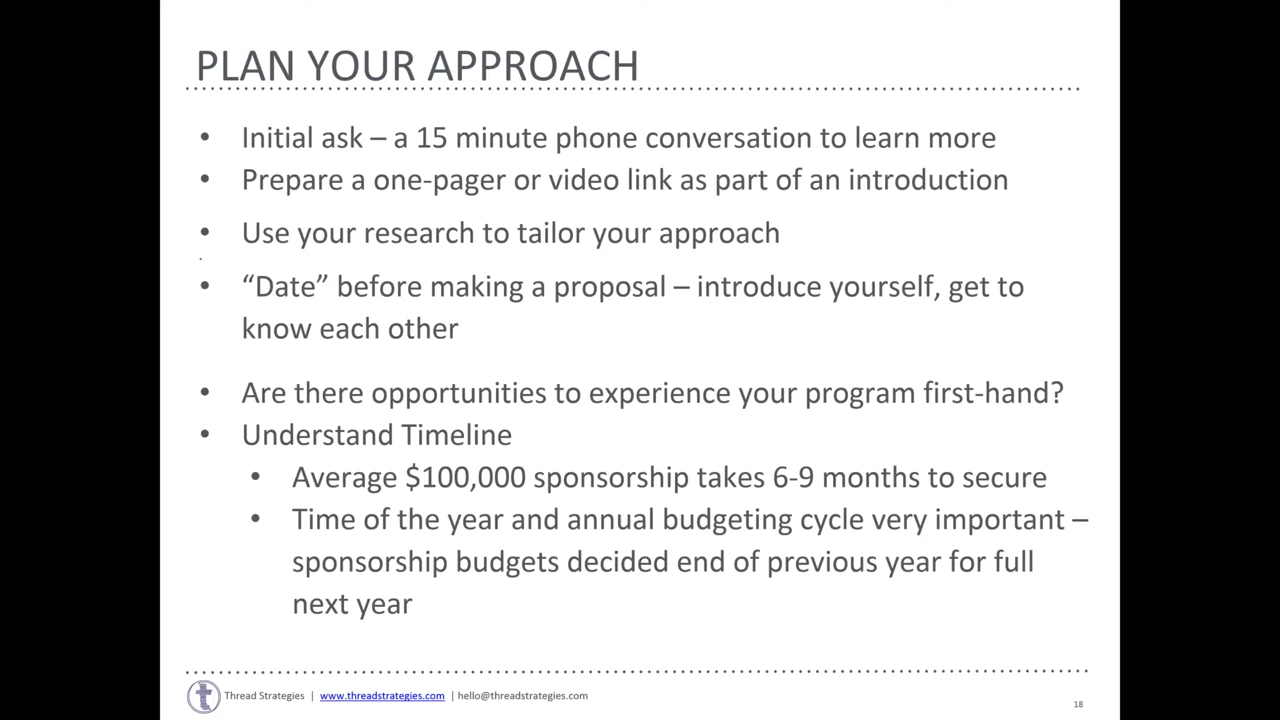 PLAN YOUR APPROACH
• Initial ask – a 15 minute phone conversation to learn more
• Prepare a one-pager or video link as part of an introduction
• Use your research to tailor your approach
• “Date” before making a proposal – introduce yourself, get to
know each other
• Are there opportunities to experience your program first-hand?
• Understand Timeline
• Average $100,000 sponsorship takes 6-9 months to secure
• Time of the year and annual budgeting cycle very important –
sponsorship budgets decided end of previous year for full
next year
Thread Strategies | www.threadstrategies.com | hello@threadstrategies.com
18